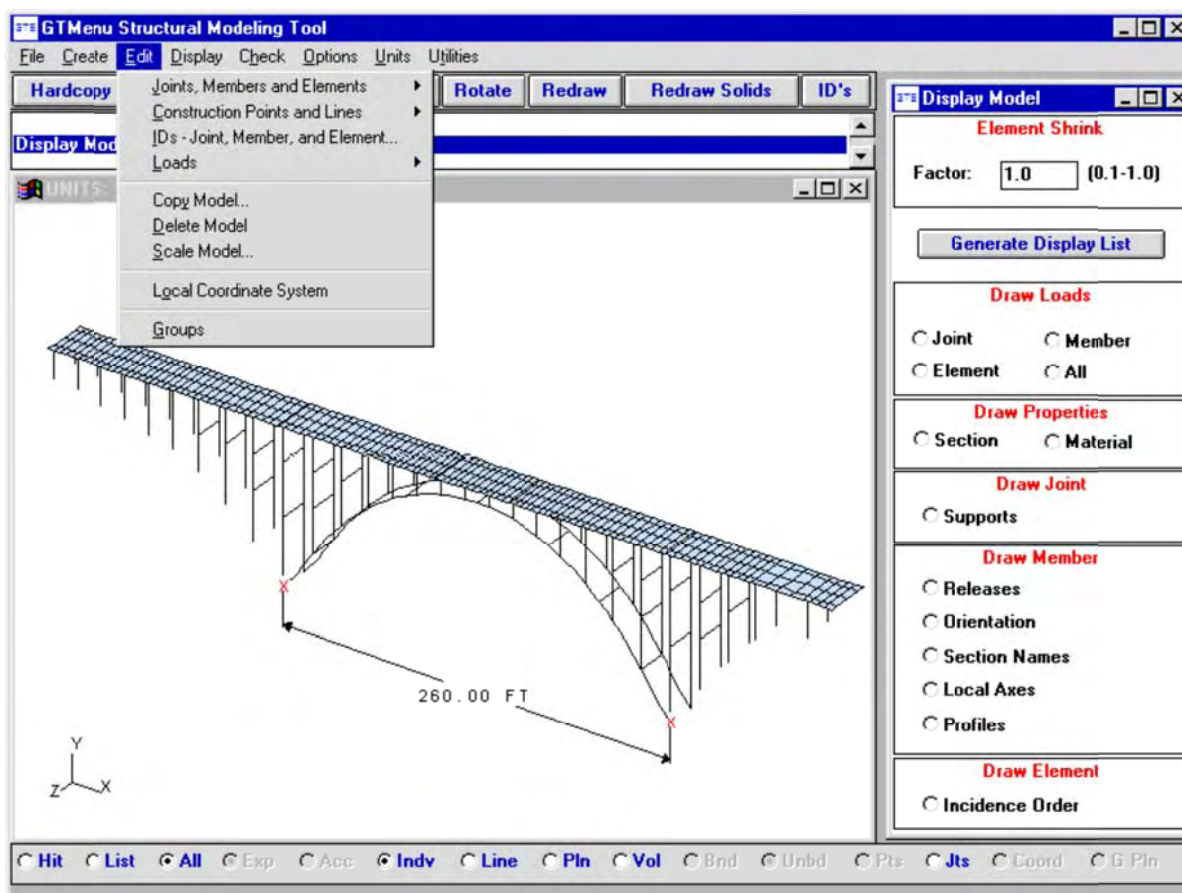 GTS GTMenu Structural Modeling Tool
File Create Edit Display Check Options Units Utilities
Hardcopy Rotate Redraw Redraw Solids ID's
Joints, Members and Elements
Construction Points and Lines
IDs - Joint, Member, and Element...
Loads
Copy Model...
Delete Model
Scale Model...
Local Coordinate System
Groups
Display Mod
UNITS:
260.00 FT
Y
Z X
GTS Display Model
Element Shrink
Factor: 1.0 (0.1-1.0)
Generate Display List
Draw Loads
Joint Member
Element All
Draw Properties
Section Material
Draw Joint
Supports
Draw Member
Releases
Orientation
Section Names
Local Axes
Profiles
Draw Element
Incidence Order
Hit List All Exp Acc Indv Line Pln Vol Bnd Unbd Pts Jts Coord G Pln